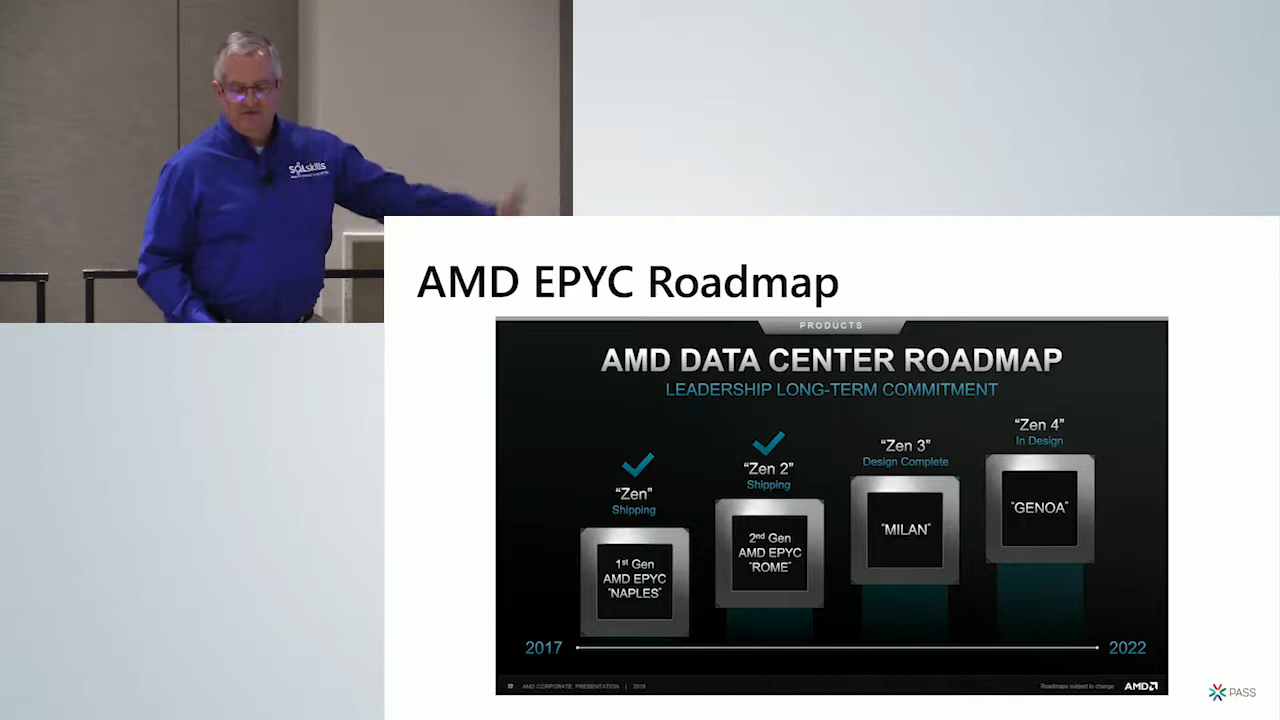 SQLskills
AMD EPYC Roadmap
PRODUCTS
AMD DATA CENTER ROADMAP
LEADERSHIP LONG-TERM COMMITMENT
"Zen"
Shipping
1st Gen
AMD EPYC
"NAPLES"
"Zen 2"
Shipping
2nd Gen
AMD EPYC
"ROME"
"Zen 3"
Design Complete
"MILAN"
"Zen 4"
In Design
"GENOA"
2017
2022
AMD CORPORATE PRESENTATION | 2019
Roadmaps subject to change
AMD
PASS